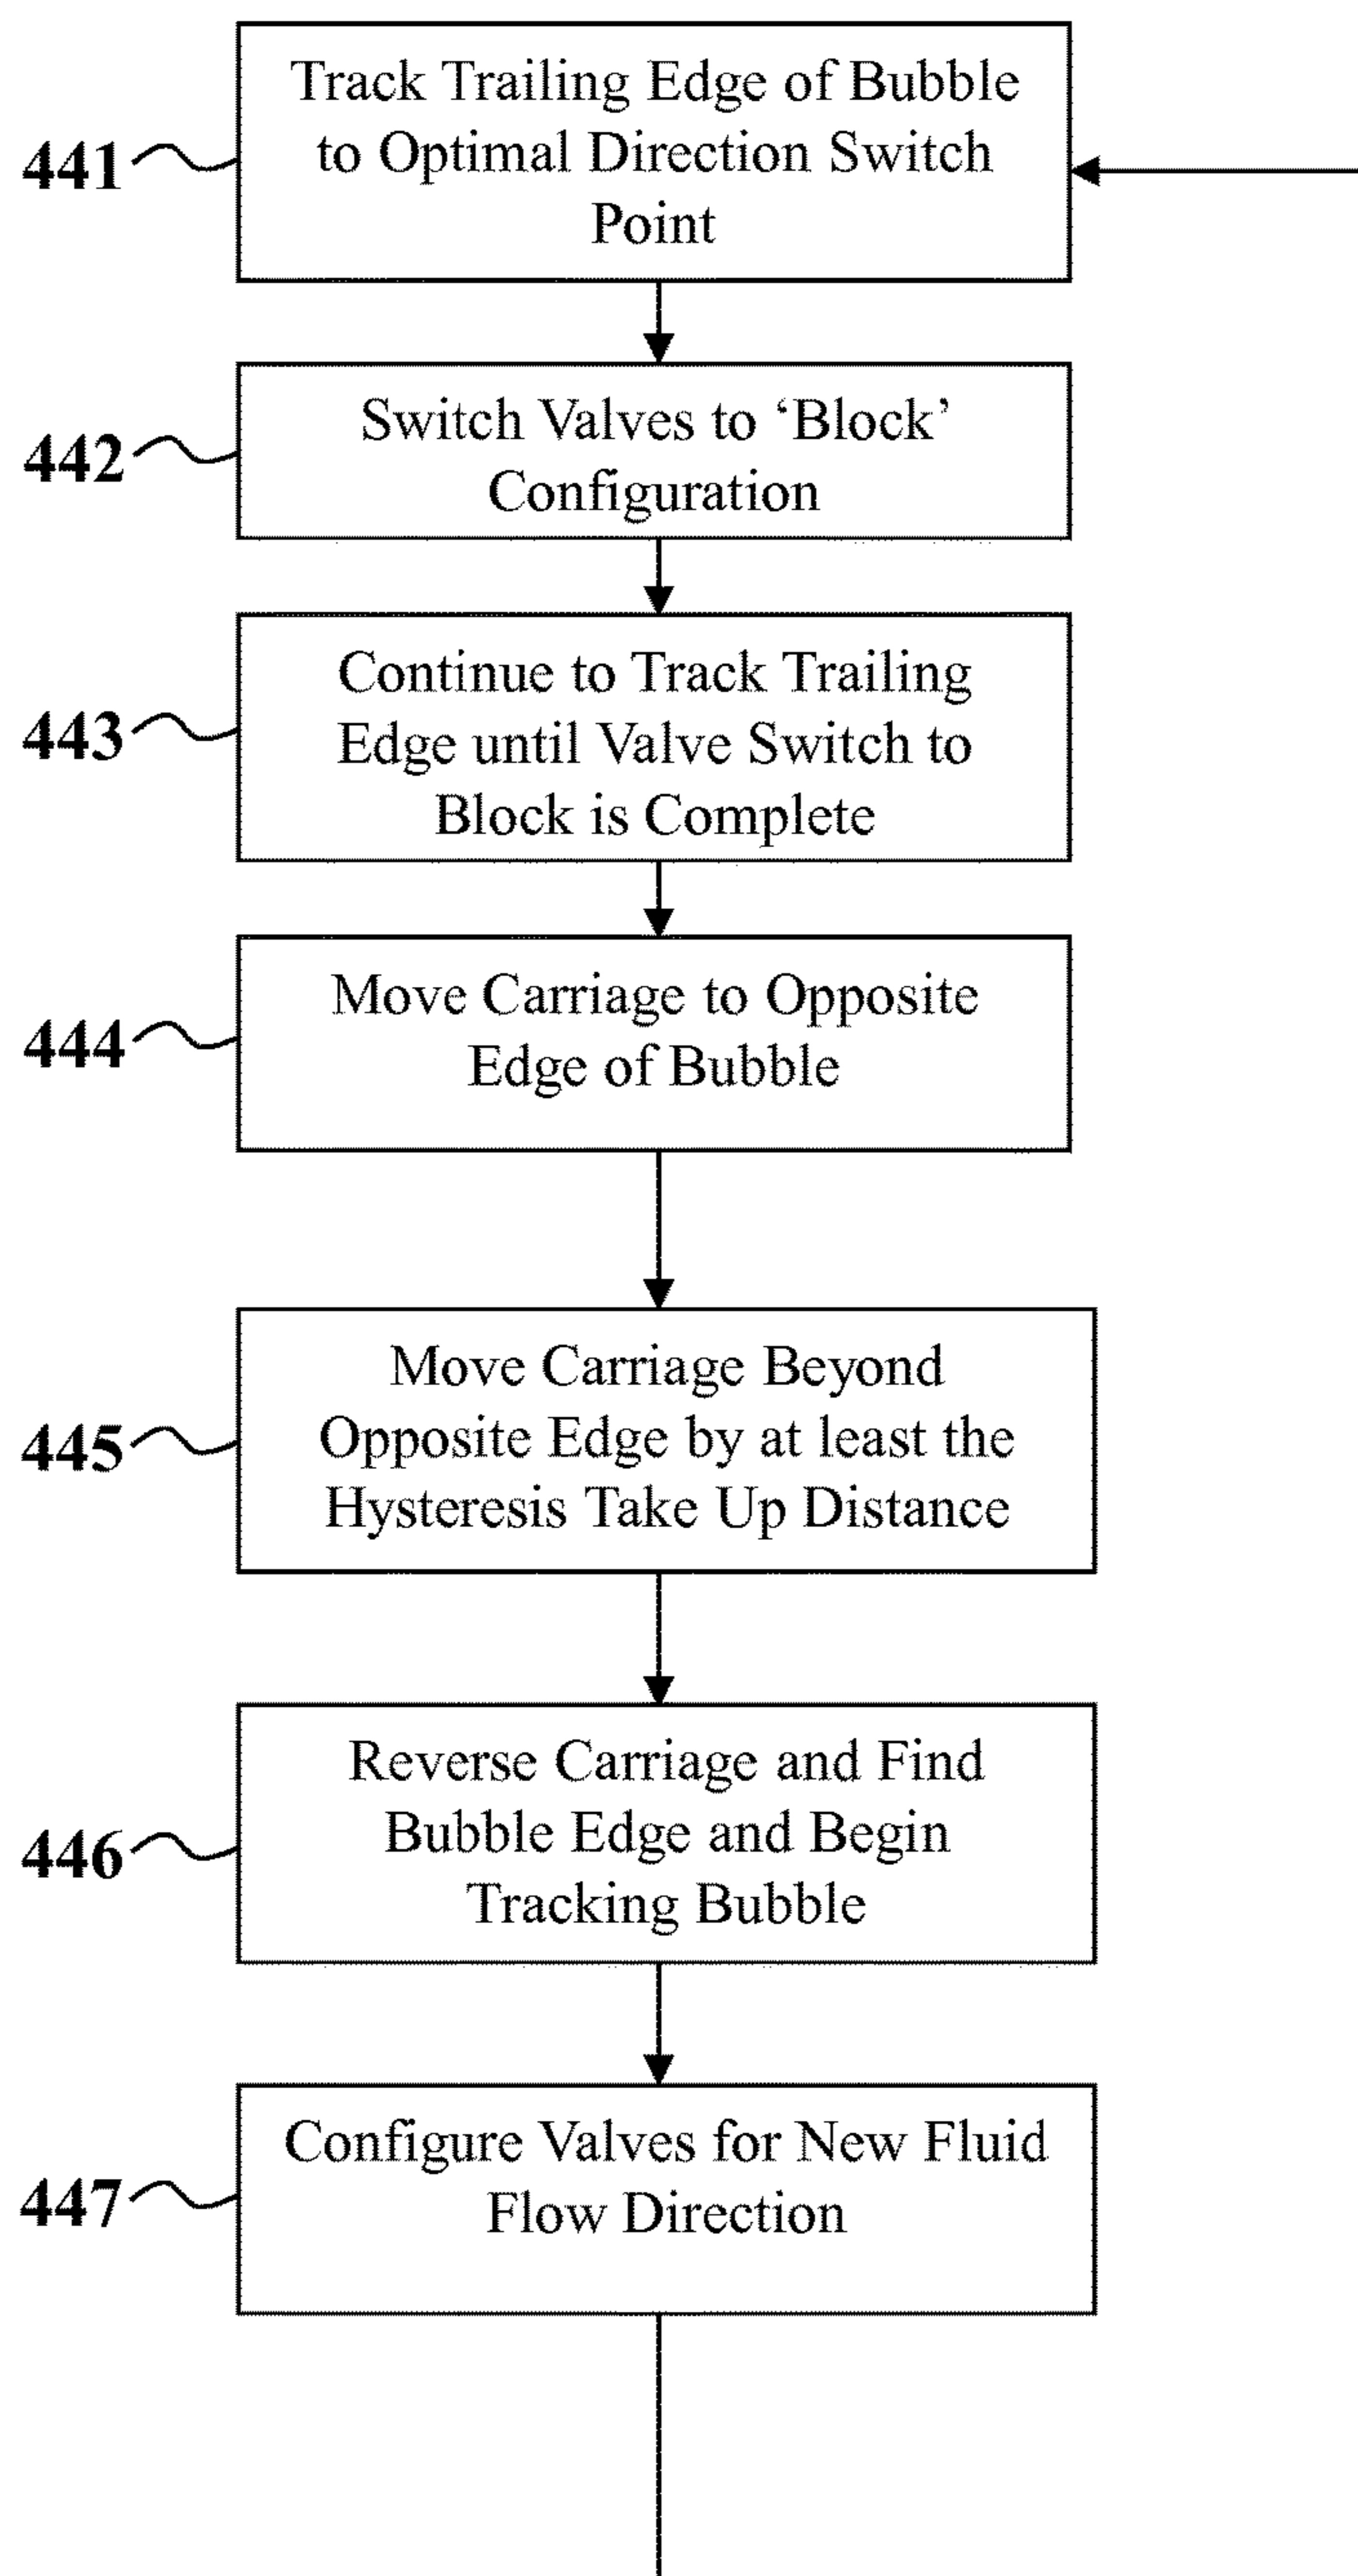 441
Track Trailing Edge of Bubble
to Optimal Direction Switch
Point
442
Switch Valves to ‘Block’
Configuration
443
Continue to Track Trailing
Edge until Valve Switch to
Block is Complete
444
Move Carriage to Opposite
Edge of Bubble
445
Move Carriage Beyond
Opposite Edge by at least the
Hysteresis Take Up Distance
446
Reverse Carriage and Find
Bubble Edge and Begin
Tracking Bubble
447
Configure Valves for New Fluid
Flow Direction